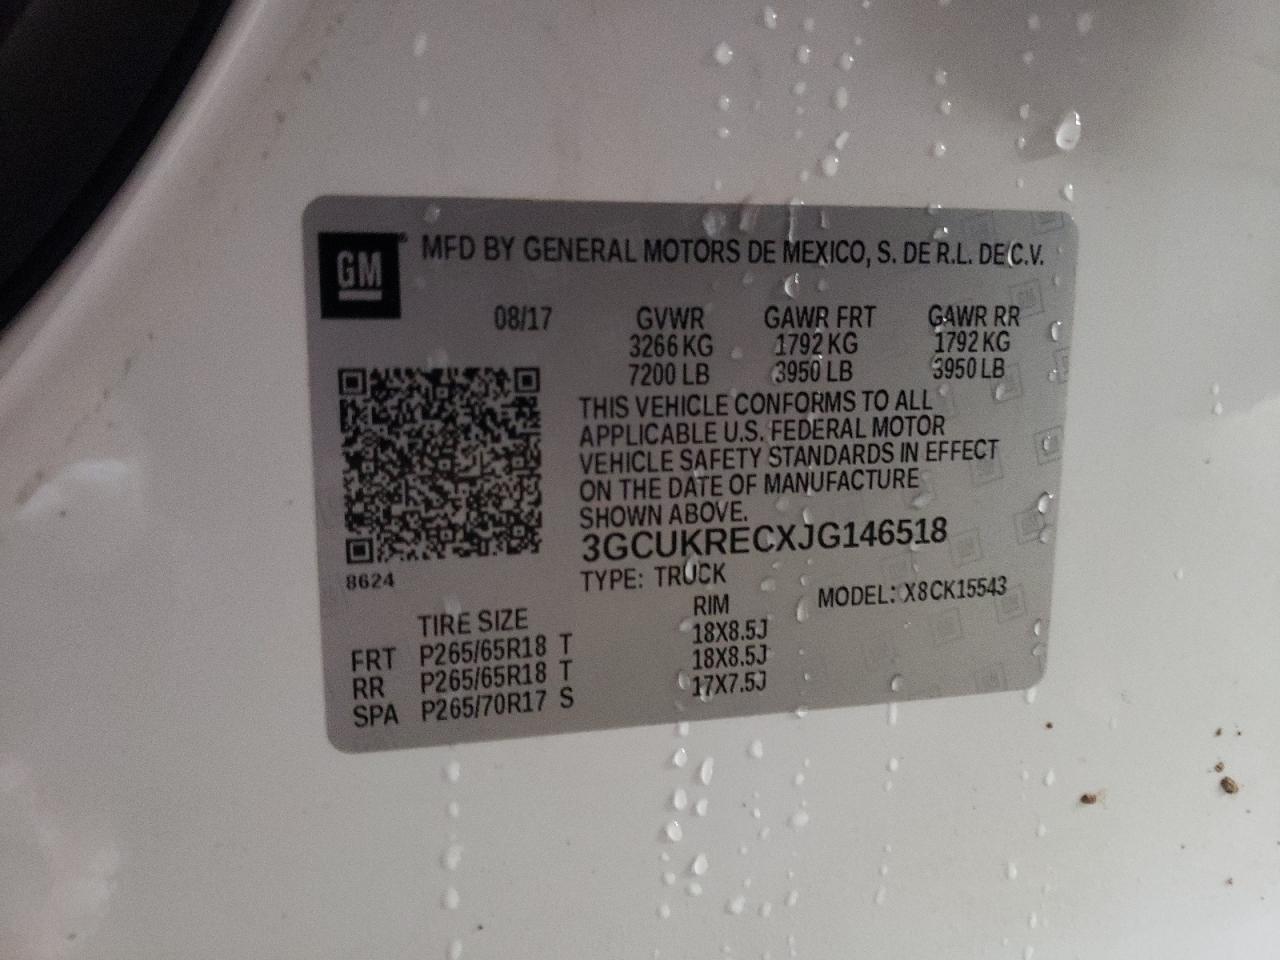 GM MFD BY GENERAL MOTORS DE MEXICO, S. DE R.L. DE C.V.
08/17 GVWR GAWR FRT GAWR RR
3266 KG 1792 KG 1792 KG
7200 LB 3950 LB 3950 LB
THIS VEHICLE CONFORMS TO ALL
APPLICABLE U.S. FEDERAL MOTOR
VEHICLE SAFETY STANDARDS IN EFFECT
ON THE DATE OF MANUFACTURE
SHOWN ABOVE.
3GCUKRECXJG146518
8624 TYPE: TRUCK MODEL: X8CK15543
TIRE SIZE RIM
FRT P265/65R18 T 18X8.5J
RR P265/65R18 T 18X8.5J
SPA P265/70R17 S 17X7.5J